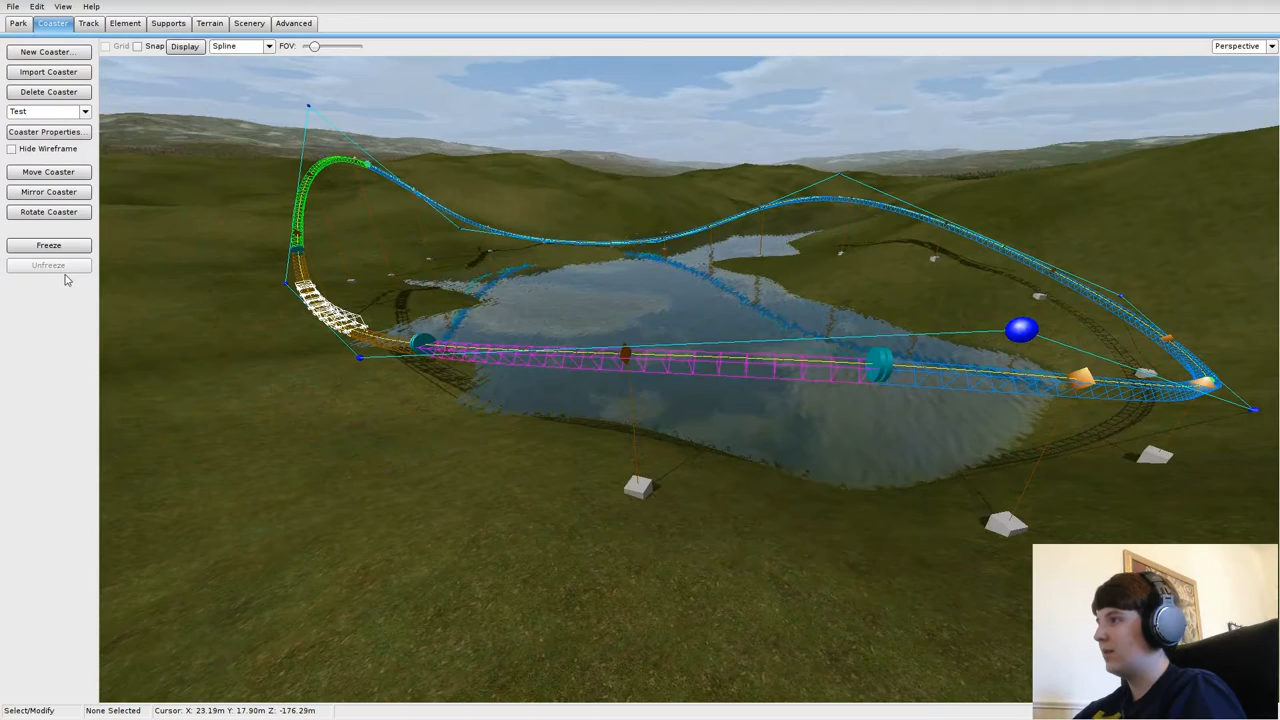 File Edit View Help
Park Coaster Track Element Supports Terrain Scenery Advanced
New Coaster... Grid Snap Display Spline FOV: Perspective
Import Coaster
Delete Coaster
Test
Coaster Properties...
Hide Wireframe
Move Coaster
Mirror Coaster
Rotate Coaster
Freeze
Unfreeze
Select/Modify None Selected Cursor: X: 23.19m Y: 17.90m Z: -176.29m